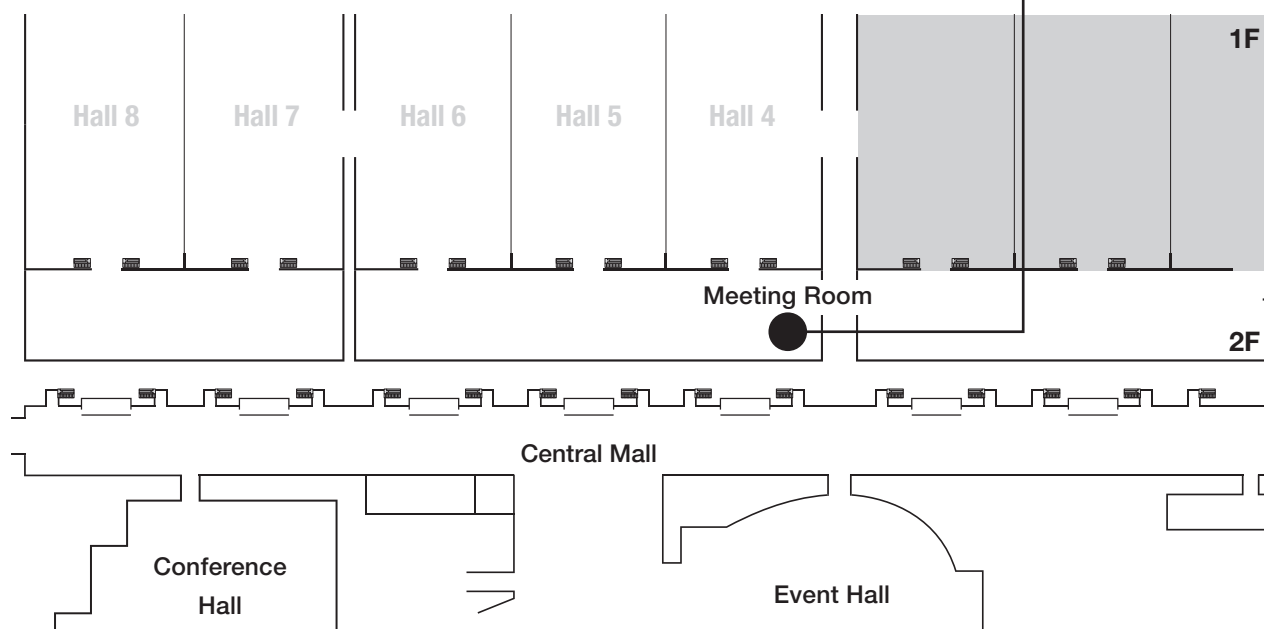 1F
Hall 8
Hall 7
Hall 6
Hall 5
Hall 4
Meeting Room
2F
Central Mall
Conference
Hall
Event Hall